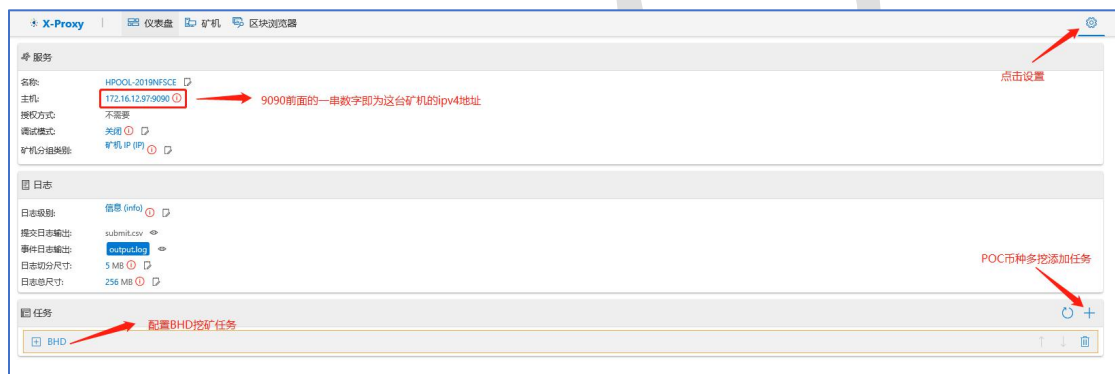 X-Proxy 仪表盘 矿机 区块浏览器
服务
点击设置
名称: HPOOL-2019NFSCE
主机: 172.16.12.97:9090 9090前面的一串数字即为这台矿机的ipv4地址
授权方式: 不需要
调试模式: 关闭
矿机分组类别: 矿机 IP (IP)
日志
日志级别: 信息 (info)
提交日志输出: submit.csv
事件日志输出: output.log
日志切分尺寸: 5 MB
POC币种多挖添加任务
日志总尺寸: 256 MB
任务
配置BHD挖矿任务
BHD